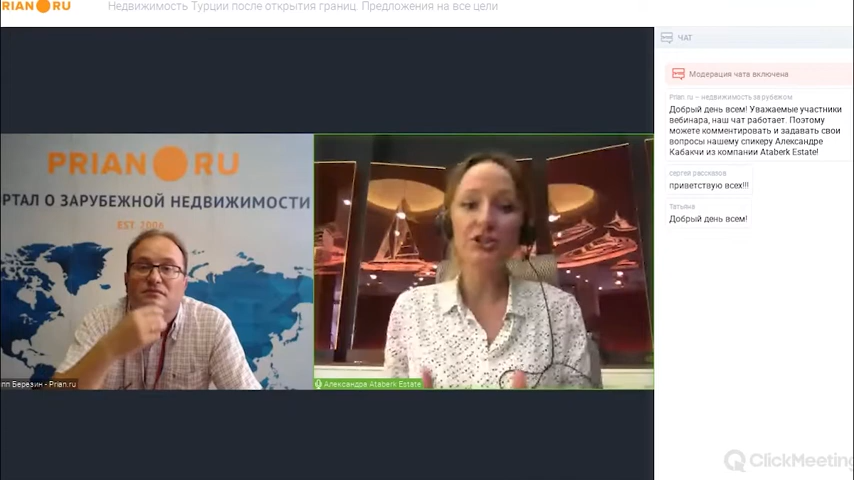 RIAN RU
Недвижимость Турции после открытия границ. Предложения на все цели
PRIAN RU
РТАЛ О ЗАРУБЕЖНОЙ НЕДВИЖИМОСТИ
EST. 2006
пп Березин - Prian.ru
Александра Ataberk Estate
ЧАТ
Модерация чата включена
Prian.ru – недвижимость за рубежом
Добрый день всем! Уважаемые участники
вебинара, наш чат работает. Поэтому
можете комментировать и задавать свои
вопросы нашему спикеру Александре
Кабакчи из компании Ataberk Estate!
сергей рассказов
приветствую всех!!!
Татьяна
Добрый день всем!
ClickMeeting